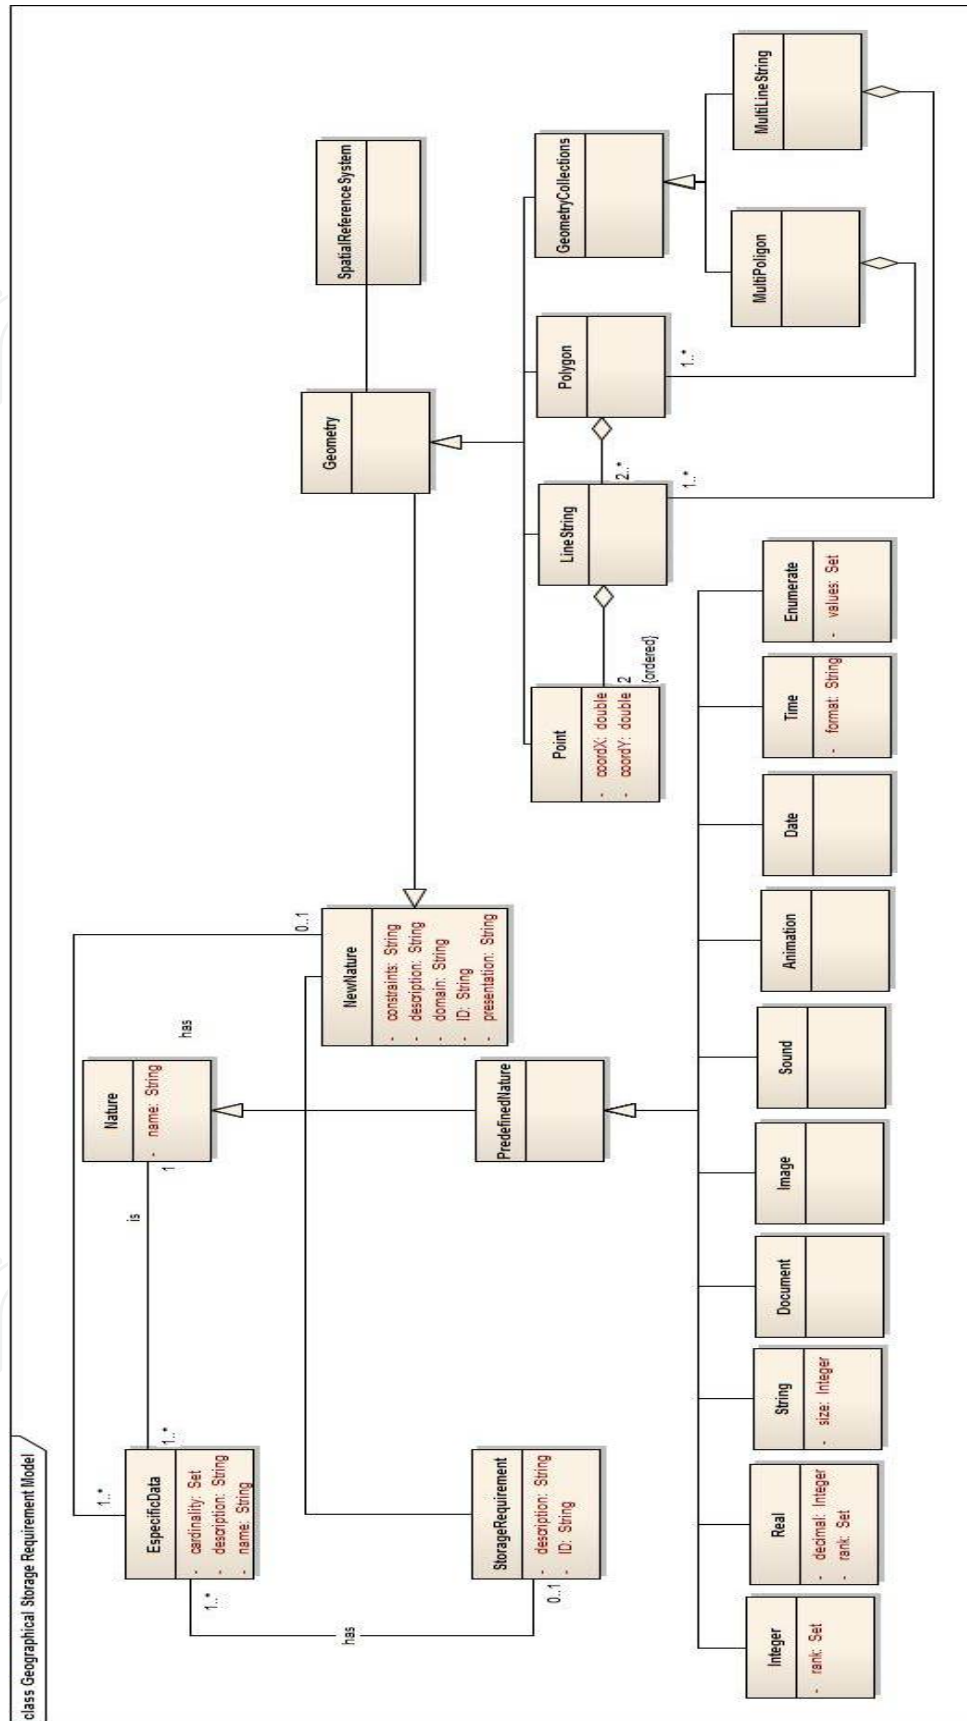 class Geographical Storage Requirement Model
EspecificData
- cardinality: Set
- description: String
- name: String
1..*
1..*
1..*
is
1
Nature
- name: String
has
0..1
NewNature
- constraints: String
- description: String
- domain: String
- ID: String
- presentation: String
Geometry
SpatialReferenceSystem
has
0..1
StorageRequirement
- description: String
- ID: String
PredefinedNature
Point
- coordX: double
- coordY: double
2
{ordered}
LineString
2..*
1..*
Polygon
1..*
GeometryCollections
MultiPoligon
MultiLineString
Integer
- rank: Set
Real
- decimal: Integer
- rank: Set
String
- size: Integer
Document
Image
Sound
Animation
Date
Time
- format: String
Enumerate
- values: Set